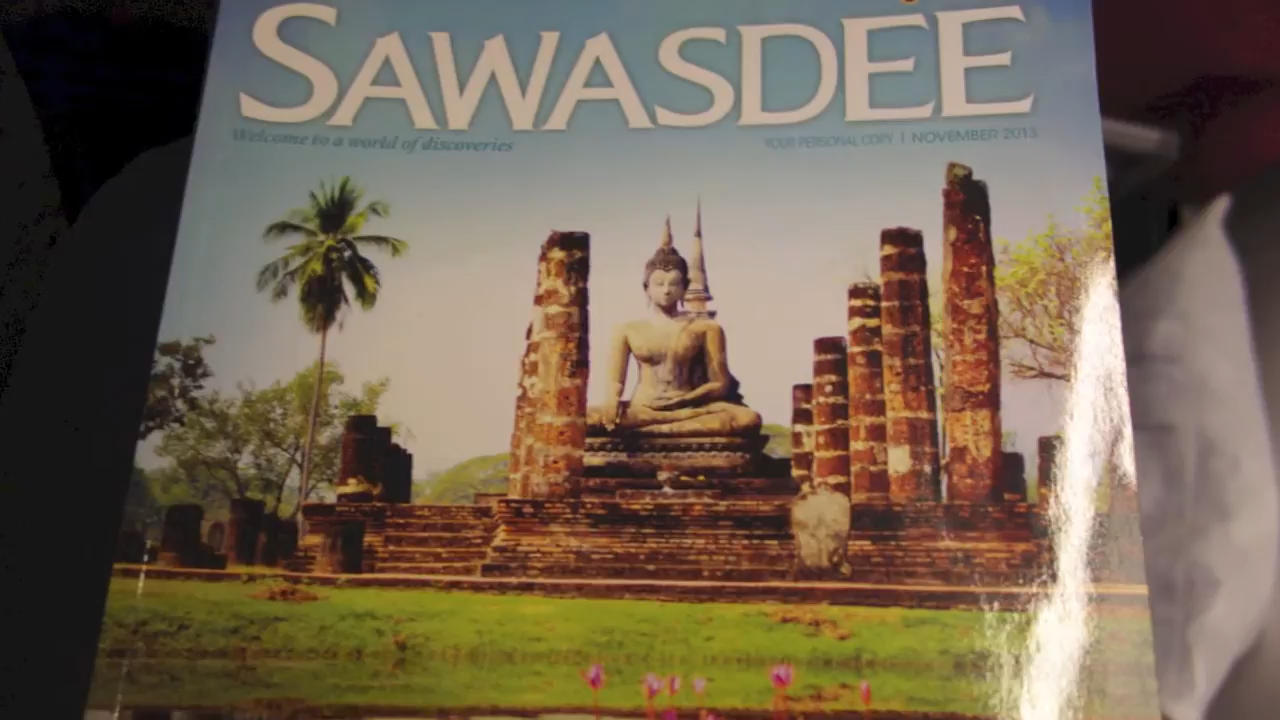 SAWASDEE
Welcome to a world of discoveries
YOUR PERSONAL COPY | NOVEMBER 2013